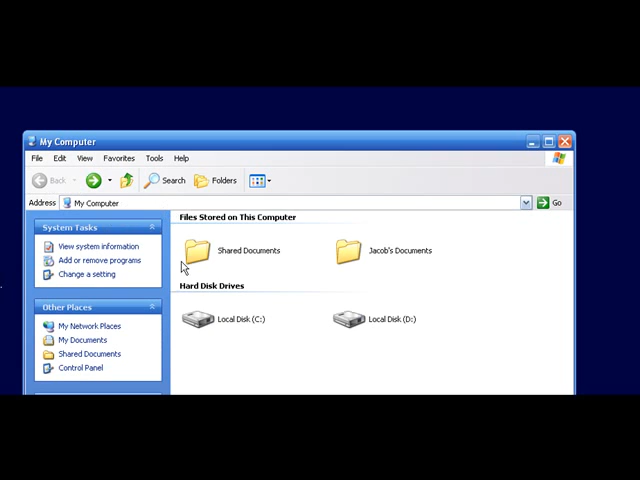 My Computer
File Edit View Favorites Tools Help
Back Search Folders
Address My Computer Go
System Tasks
View system information
Add or remove programs
Change a setting
Other Places
My Network Places
My Documents
Shared Documents
Control Panel
Files Stored on This Computer
Shared Documents Jacob's Documents
Hard Disk Drives
Local Disk (C:) Local Disk (D:)